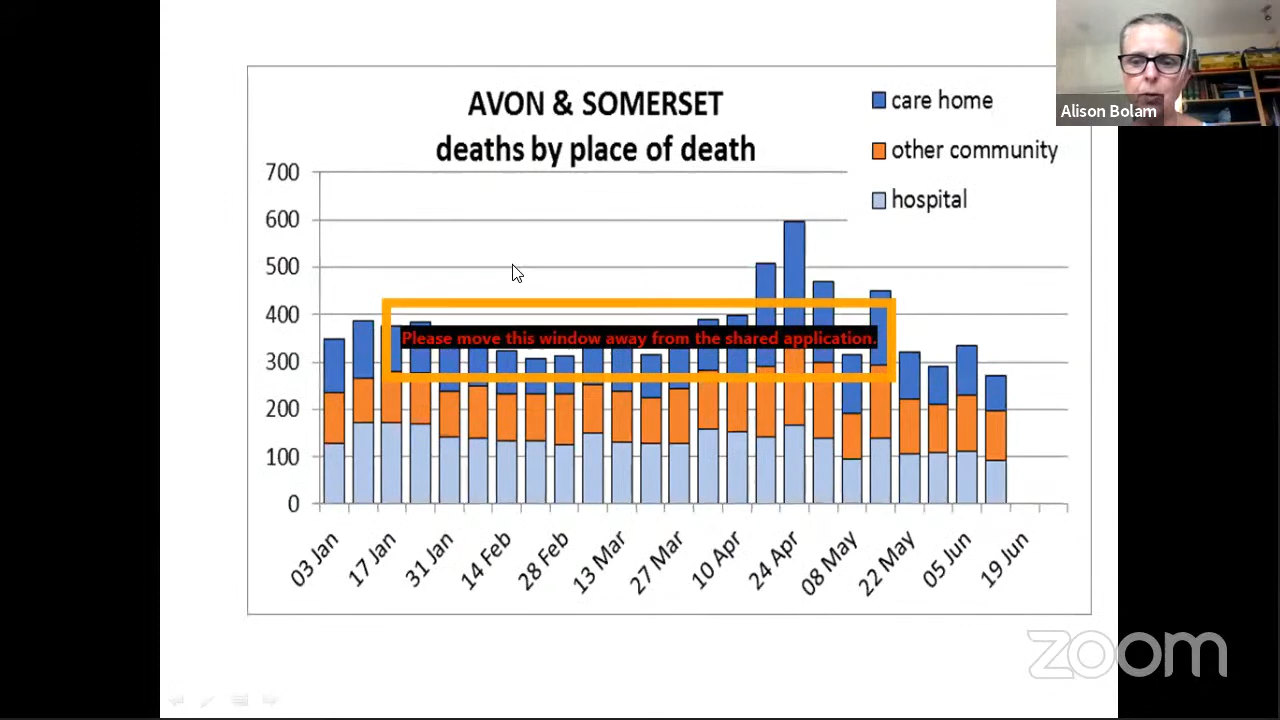 AVON & SOMERSET
deaths by place of death
care home
other community
hospital
Alison Bolam
700
600
500
400
300
200
100
0
Please move this window away from the shared application.
03 Jan
17 Jan
31 Jan
14 Feb
28 Feb
13 Mar
27 Mar
10 Apr
24 Apr
08 May
22 May
05 Jun
19 Jun
zoom